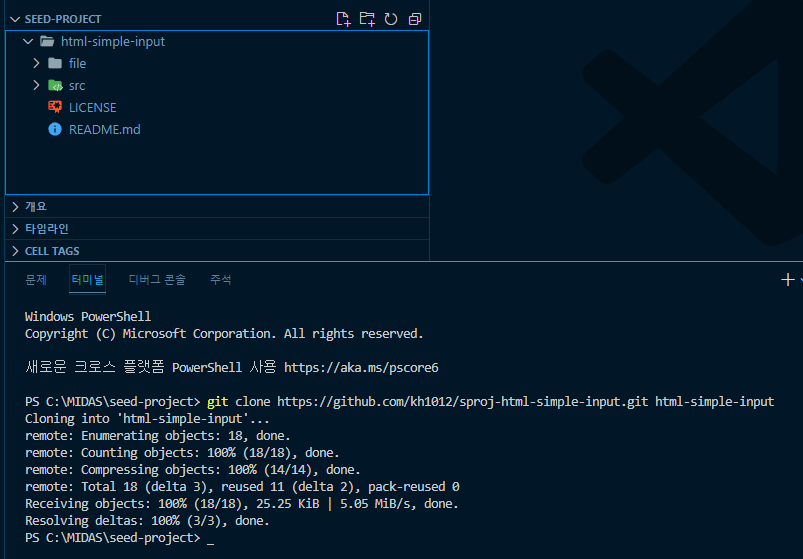 SEED-PROJECT
html-simple-input
file
src
LICENSE
README.md
개요
타임라인
CELL TAGS
문제 터미널 디버그 콘솔 주석
Windows PowerShell
Copyright (C) Microsoft Corporation. All rights reserved.
새로운 크로스 플랫폼 PowerShell 사용 https://aka.ms/pscore6
PS C:\MIDAS\seed-project> git clone https://github.com/kh1012/sproj-html-simple-input.git html-simple-input
Cloning into 'html-simple-input'...
remote: Enumerating objects: 18, done.
remote: Counting objects: 100% (18/18), done.
remote: Compressing objects: 100% (14/14), done.
remote: Total 18 (delta 3), reused 11 (delta 2), pack-reused 0
Receiving objects: 100% (18/18), 25.25 KiB | 5.05 MiB/s, done.
Resolving deltas: 100% (3/3), done.
PS C:\MIDAS\seed-project> _